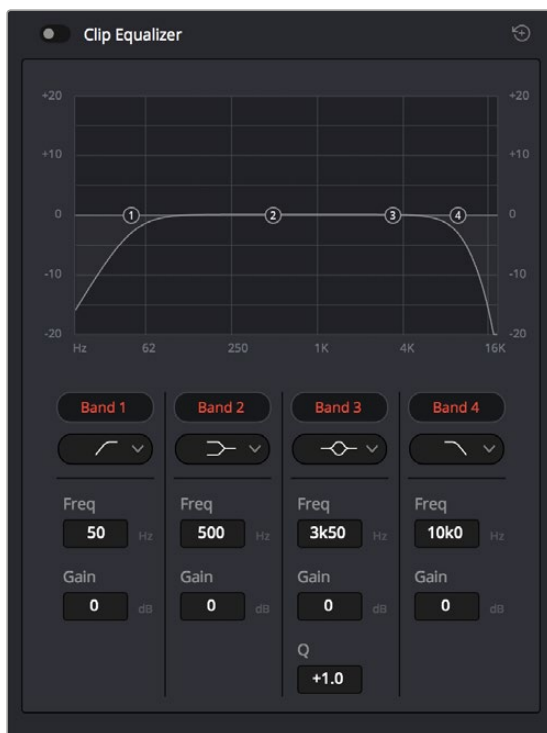 Clip Equalizer
+20 +20
+10 +10
0 1 2 3 4 0
-10 -10
-20 -20
Hz 62 250 1K 4K 16K
Band 1 Band 2 Band 3 Band 4
Freq Freq Freq Freq
50 Hz 500 Hz 3k50 Hz 10k0 Hz
Gain Gain Gain Gain
0 dB 0 dB 0 dB 0 dB
Q
+1.0